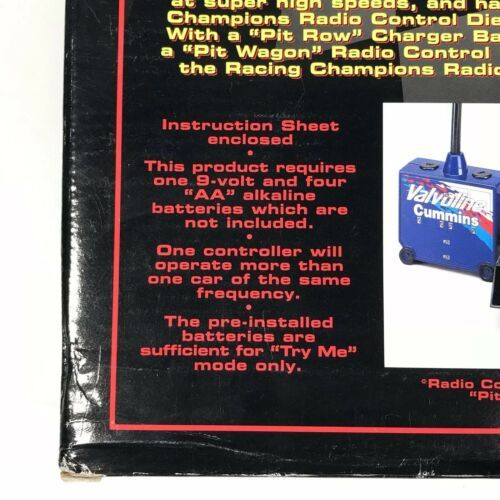 at super high speeds, and ha
Champions Radio Control Die
With a “Pit Row” Charger Ba
a “Pit Wagon” Radio Control
the Racing Champions Radio
Instruction Sheet
enclosed
•
This product requires
one 9-volt and four
“AA” alkaline
batteries which are
not included.
•
One controller will
operate more than
one car of the same
frequency.
•
The pre-installed
batteries are
sufficient for “Try Me”
mode only.
Valvoline
Cummins
©Radio Co
“Pit